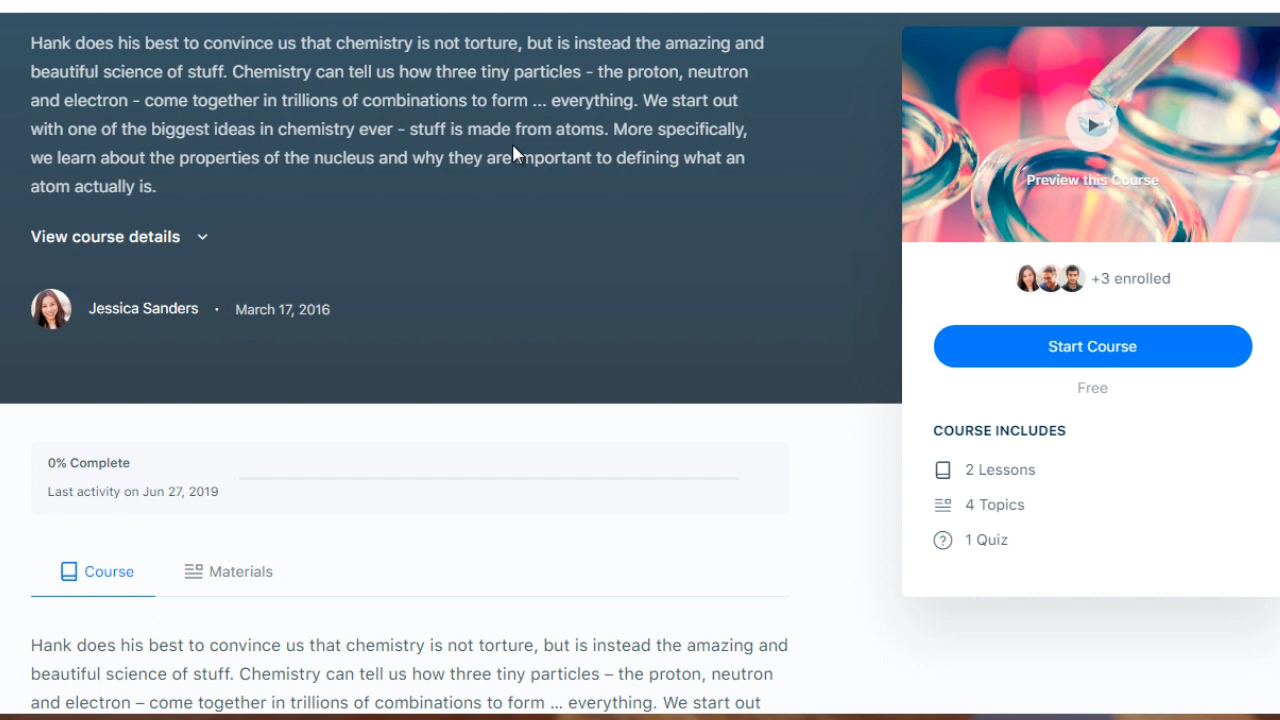 Hank does his best to convince us that chemistry is not torture, but is instead the amazing and
beautiful science of stuff. Chemistry can tell us how three tiny particles - the proton, neutron
and electron - come together in trillions of combinations to form ... everything. We start out
with one of the biggest ideas in chemistry ever - stuff is made from atoms. More specifically,
we learn about the properties of the nucleus and why they are important to defining what an
atom actually is.
View course details
Jessica Sanders · March 17, 2016
Preview this Course
+3 enrolled
Start Course
Free
COURSE INCLUDES
2 Lessons
4 Topics
1 Quiz
0% Complete
Last activity on Jun 27, 2019
Course
Materials
Hank does his best to convince us that chemistry is not torture, but is instead the amazing and
beautiful science of stuff. Chemistry can tell us how three tiny particles – the proton, neutron
and electron – come together in trillions of combinations to form ... everything. We start out